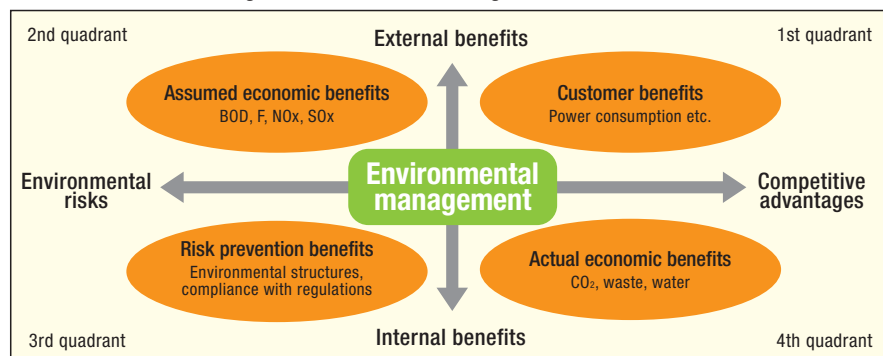 2nd quadrant
External benefits
1st quadrant
Assumed economic benefits
BOD, F, NOx, SOx
Customer benefits
Power consumption etc.
Environmental
risks
Environmental
management
Competitive
advantages
Risk prevention benefits
Environmental structures,
compliance with regulations
Actual economic benefits
CO₂, waste, water
3rd quadrant
Internal benefits
4th quadrant